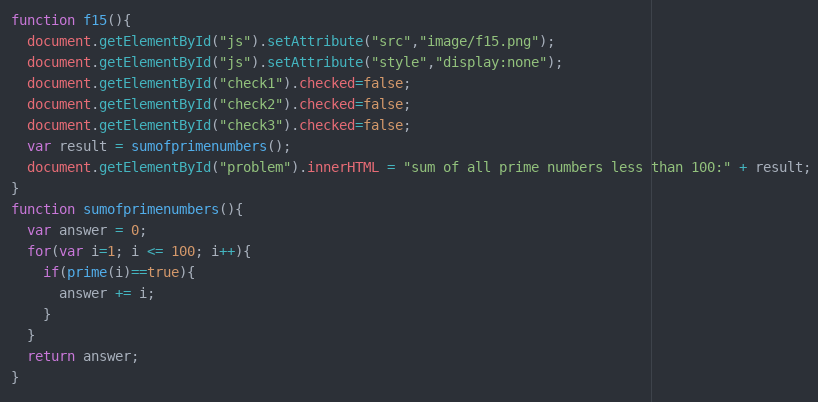 function f15(){
  document.getElementById("js").setAttribute("src","image/f15.png");
  document.getElementById("js").setAttribute("style","display:none");
  document.getElementById("check1").checked=false;
  document.getElementById("check2").checked=false;
  document.getElementById("check3").checked=false;
  var result = sumofprimenumbers();
  document.getElementById("problem").innerHTML = "sum of all prime numbers less than 100:" + result;
}
function sumofprimenumbers(){
  var answer = 0;
  for(var i=1; i <= 100; i++){
    if(prime(i)==true){
      answer += i;
    }
  }
  return answer;
}